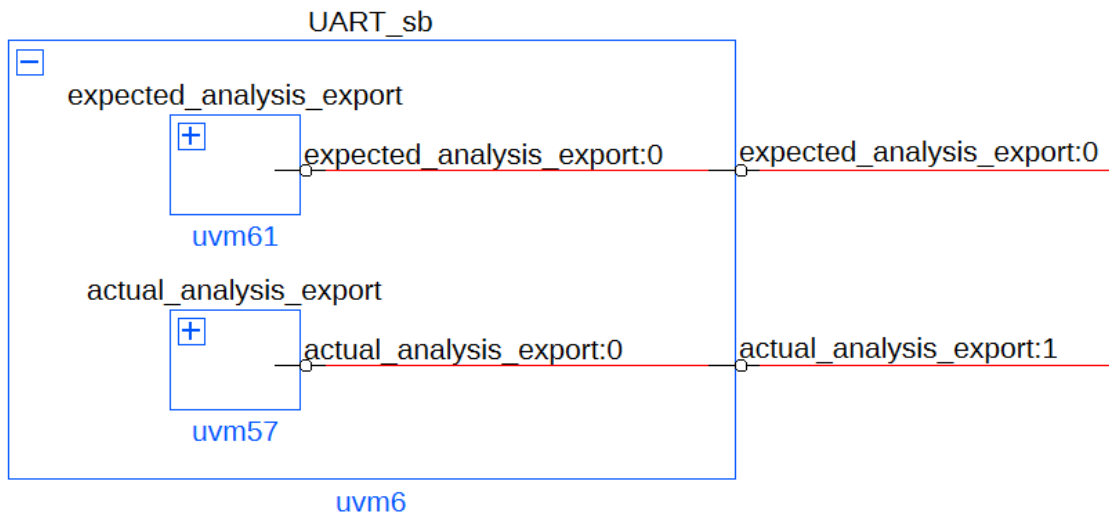 UART_sb
expected_analysis_export
expected_analysis_export:0
expected_analysis_export:0
uvm61
actual_analysis_export
actual_analysis_export:0
actual_analysis_export:1
uvm57
uvm6